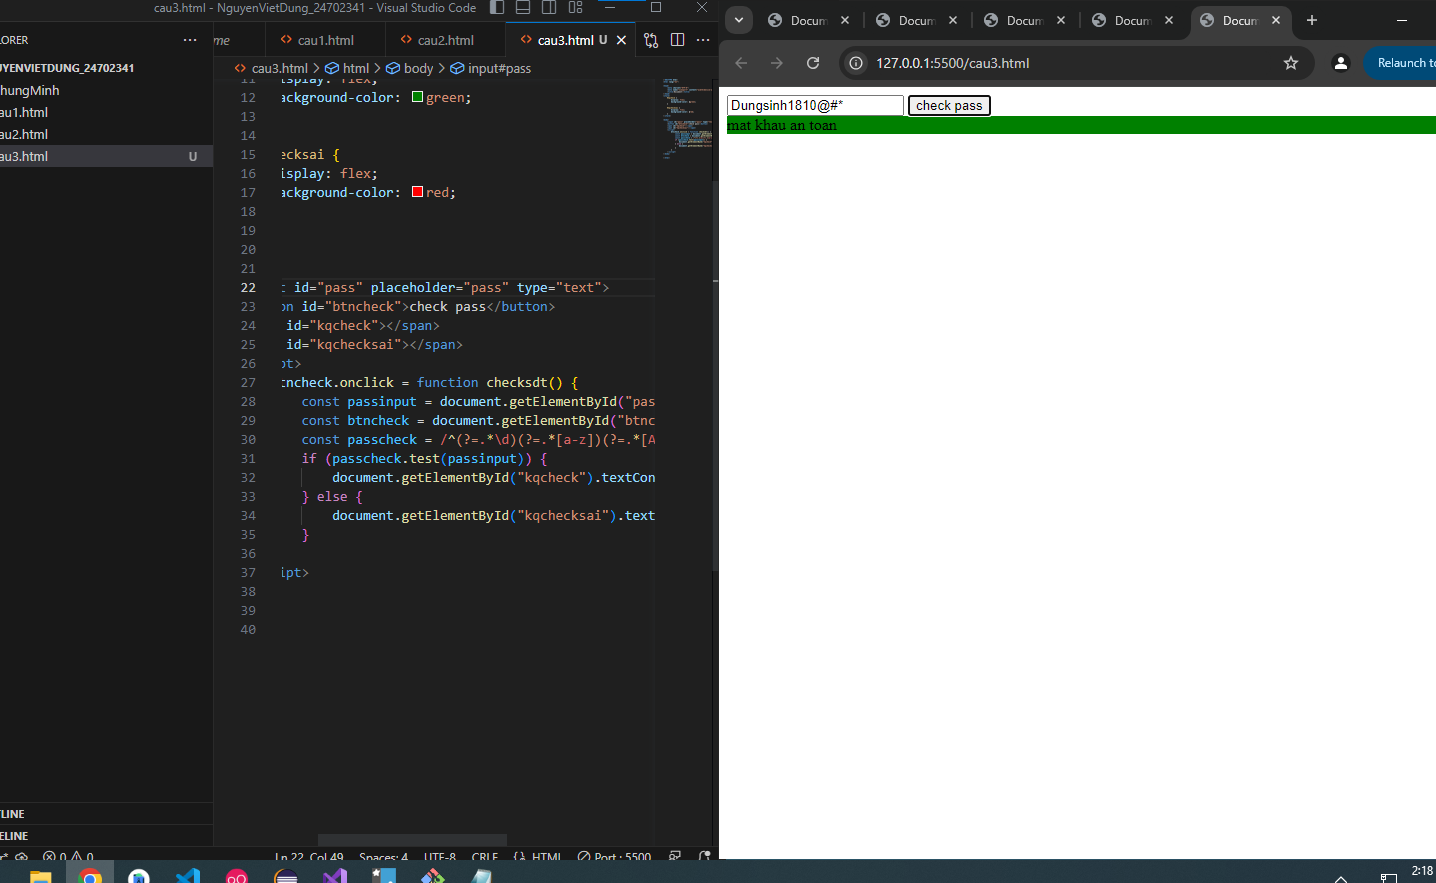 cau3.html - NguyenVietDung_24702341 - Visual Studio Code
LORER
UYENVIETDUNG_24702341
hungMinh
au1.html
au2.html
au3.html U
TLINE
ELINE
me cau1.html cau2.html cau3.html U
cau3.html > html > body > input#pass
11 display: flex;
12 ackground-color: green;
13
14
15 ecksai {
16 isplay: flex;
17 ackground-color: red;
18
19
20
21
22 t id="pass" placeholder="pass" type="text">
23 on id="btncheck">check pass</button>
24 id="kqcheck"></span>
25 id="kqchecksai"></span>
26 pt>
27 tncheck.onclick = function checksdt() {
28 const passinput = document.getElementById("pas
29 const btncheck = document.getElementById("btnc
30 const passcheck = /^(?=.*\d)(?=.*[a-z])(?=.*[A
31 if (passcheck.test(passinput)) {
32 document.getElementById("kqcheck").textCon
33 } else {
34 document.getElementById("kqchecksai").text
35 }
36
37 ipt>
38
39
40
0 0 Ln 22, Col 49 Spaces: 4 UTF-8 CRLF {} HTML Port : 5500
Docum Docum Docum Docum Docum
127.0.0.1:5500/cau3.html Relaunch to
Dungsinh1810@#* check pass
mat khau an toan
2:18